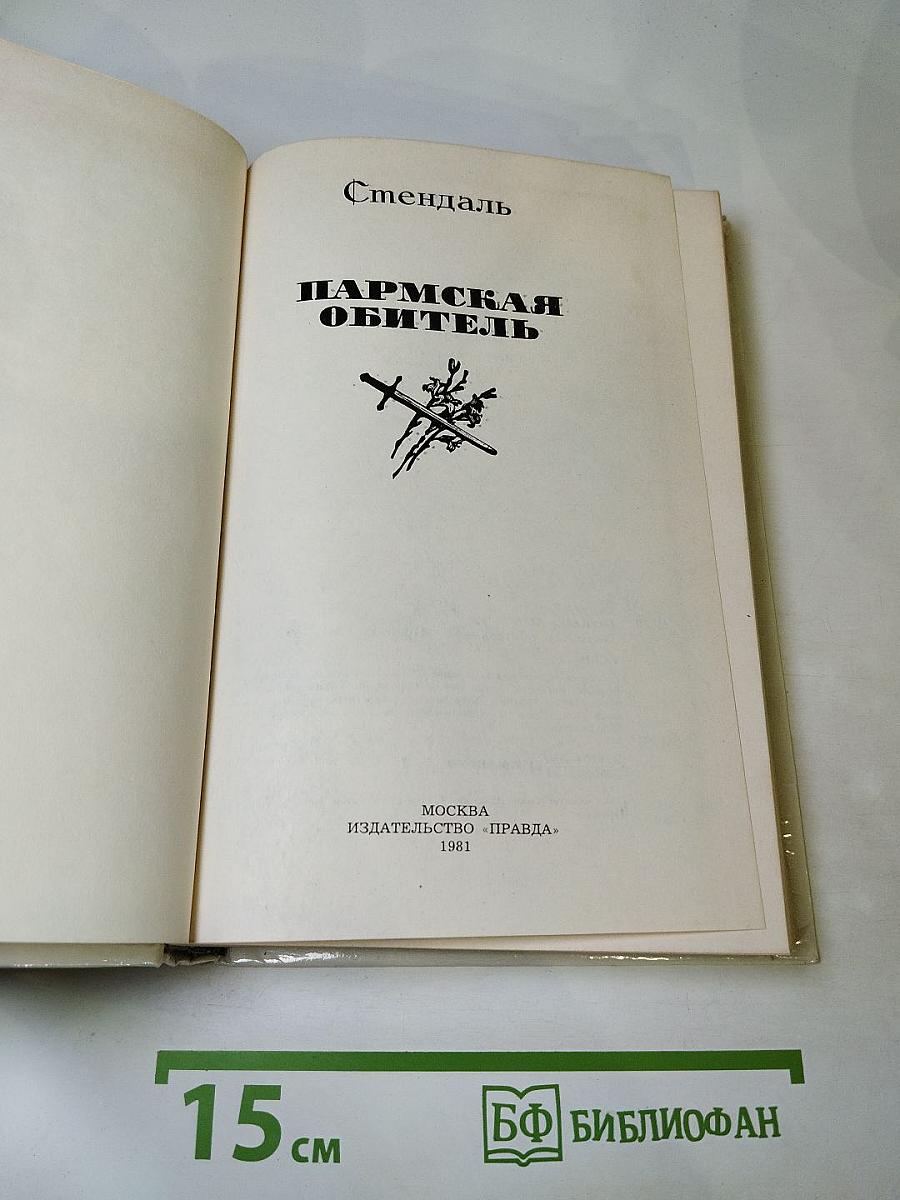 Стендаль
ПАРМСКАЯ
ОБИТЕЛЬ
МОСКВА
ИЗДАТЕЛЬСТВО «ПРАВДА»
1981
15 см
БФ БИБЛИОФАН